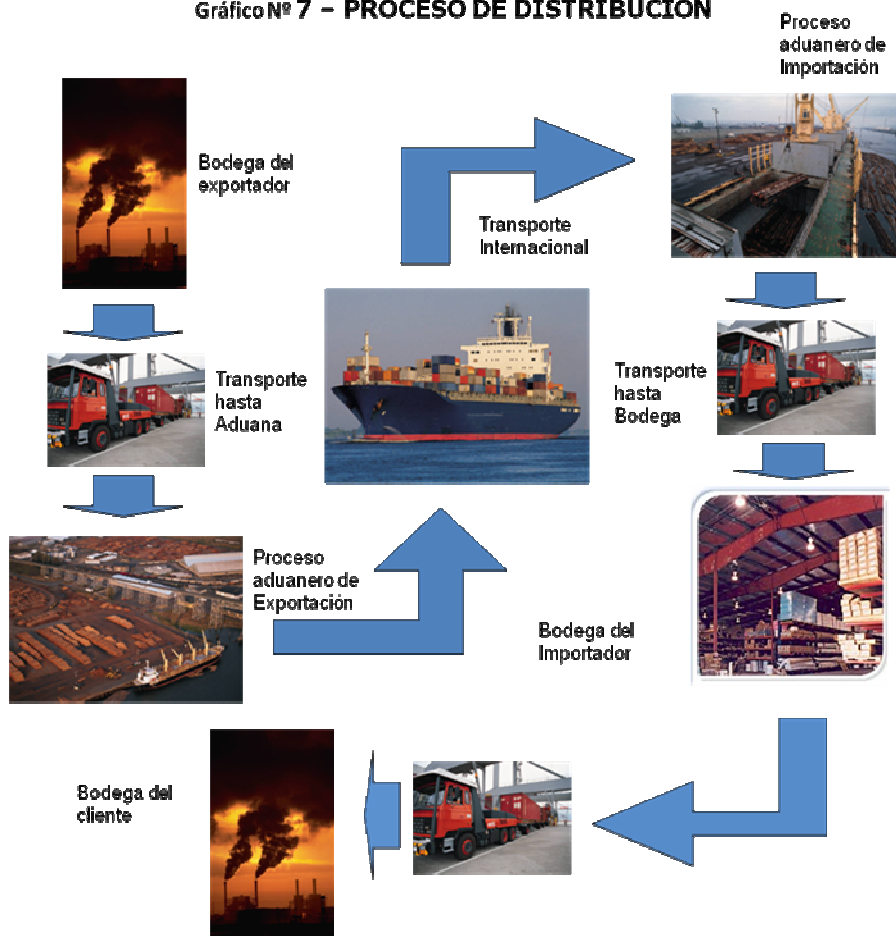 Gráfico Nº 7 – PROCESO DE DISTRIBUCIÓN
Bodega del
exportador
Transporte
hasta
Aduana
Proceso
aduanero de
Exportación
Transporte
Internacional
Proceso
aduanero de
Importación
Transporte
hasta
Bodega
Bodega del
Importador
Bodega del
cliente